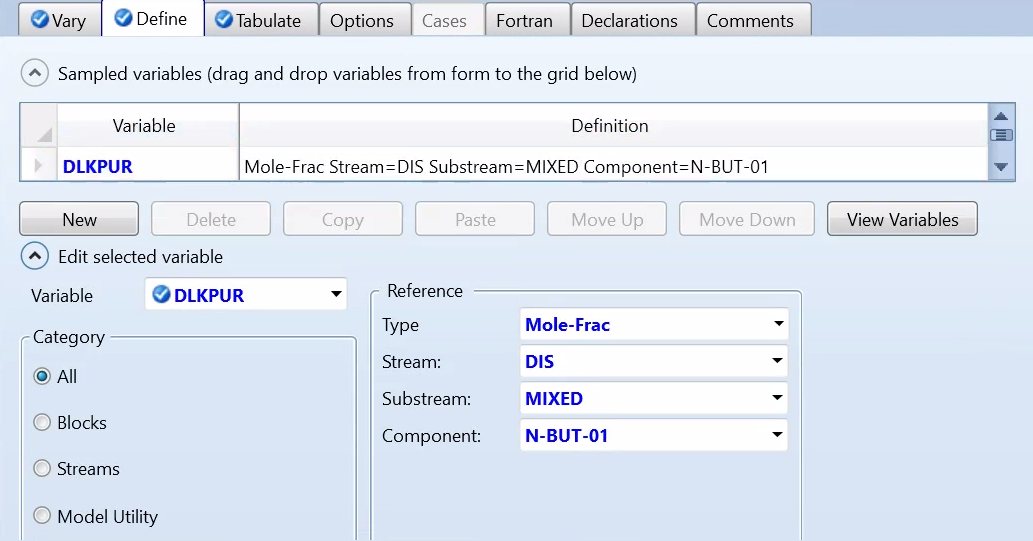 Vary Define Tabulate Options Cases Fortran Declarations Comments
Sampled variables (drag and drop variables from form to the grid below)
Variable Definition
DLKPUR Mole-Frac Stream=DIS Substream=MIXED Component=N-BUT-01
New Delete Copy Paste Move Up Move Down View Variables
Edit selected variable
Variable DLKPUR
Reference
Type Mole-Frac
Stream: DIS
Substream: MIXED
Component: N-BUT-01
Category
All
Blocks
Streams
Model Utility